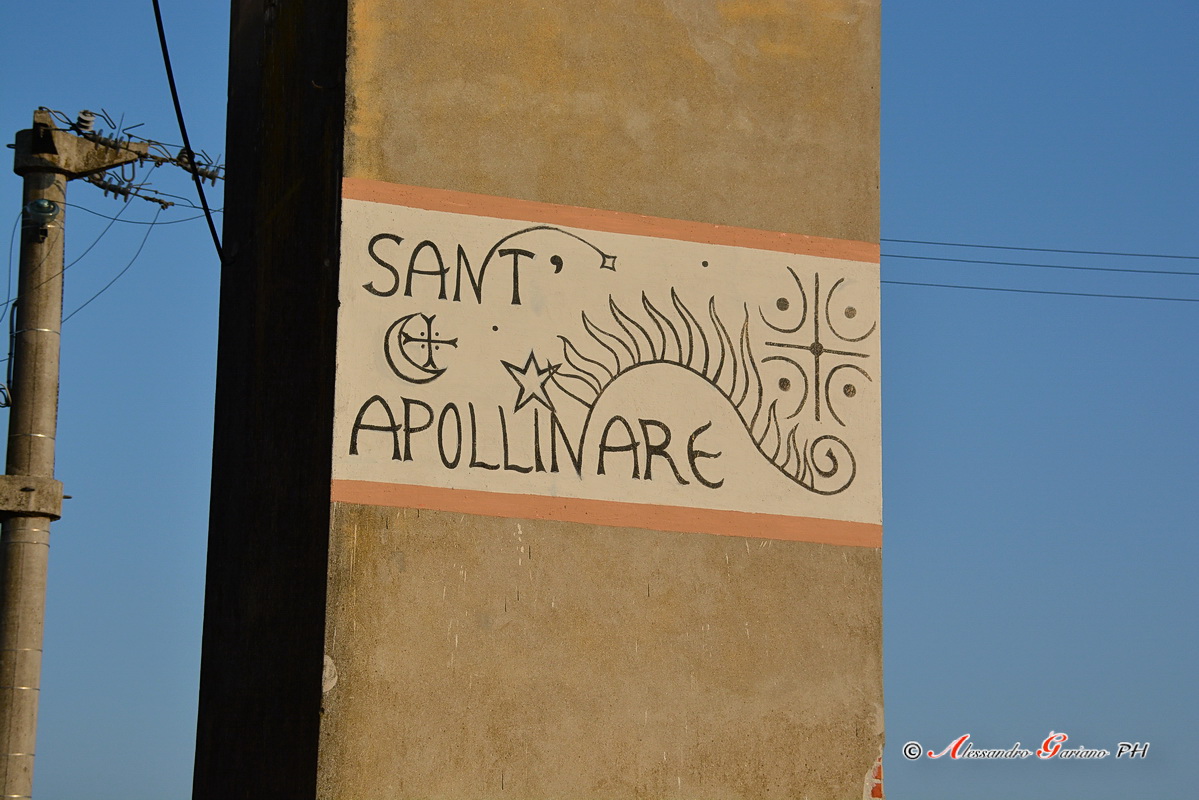 SANT'
APOLLINARE
© Alessandro Gariano PH